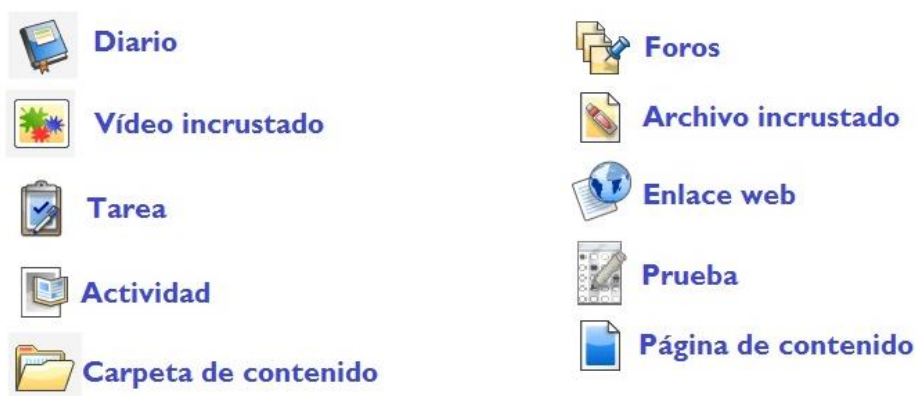 Diario
Vídeo incrustado
Tarea
Actividad
Carpeta de contenido
Foros
Archivo incrustado
Enlace web
Prueba
Página de contenido